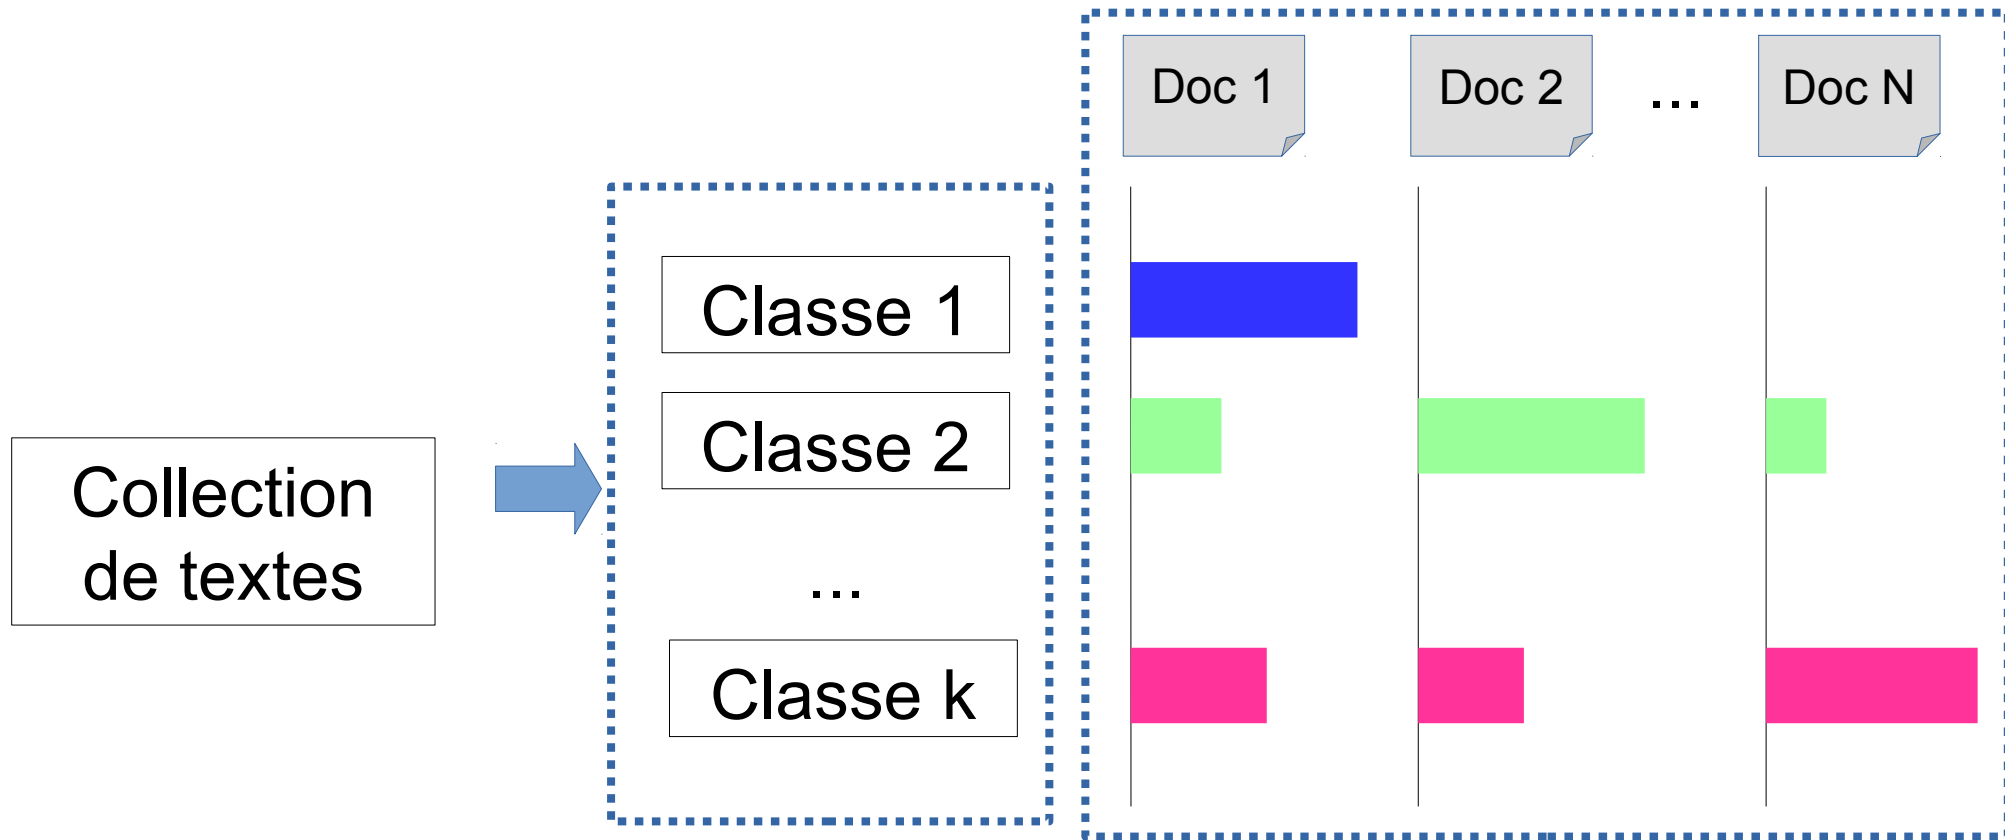 Doc 1
Doc 2
...
Doc N
Collection
de textes
Classe 1
Classe 2
...
Classe k